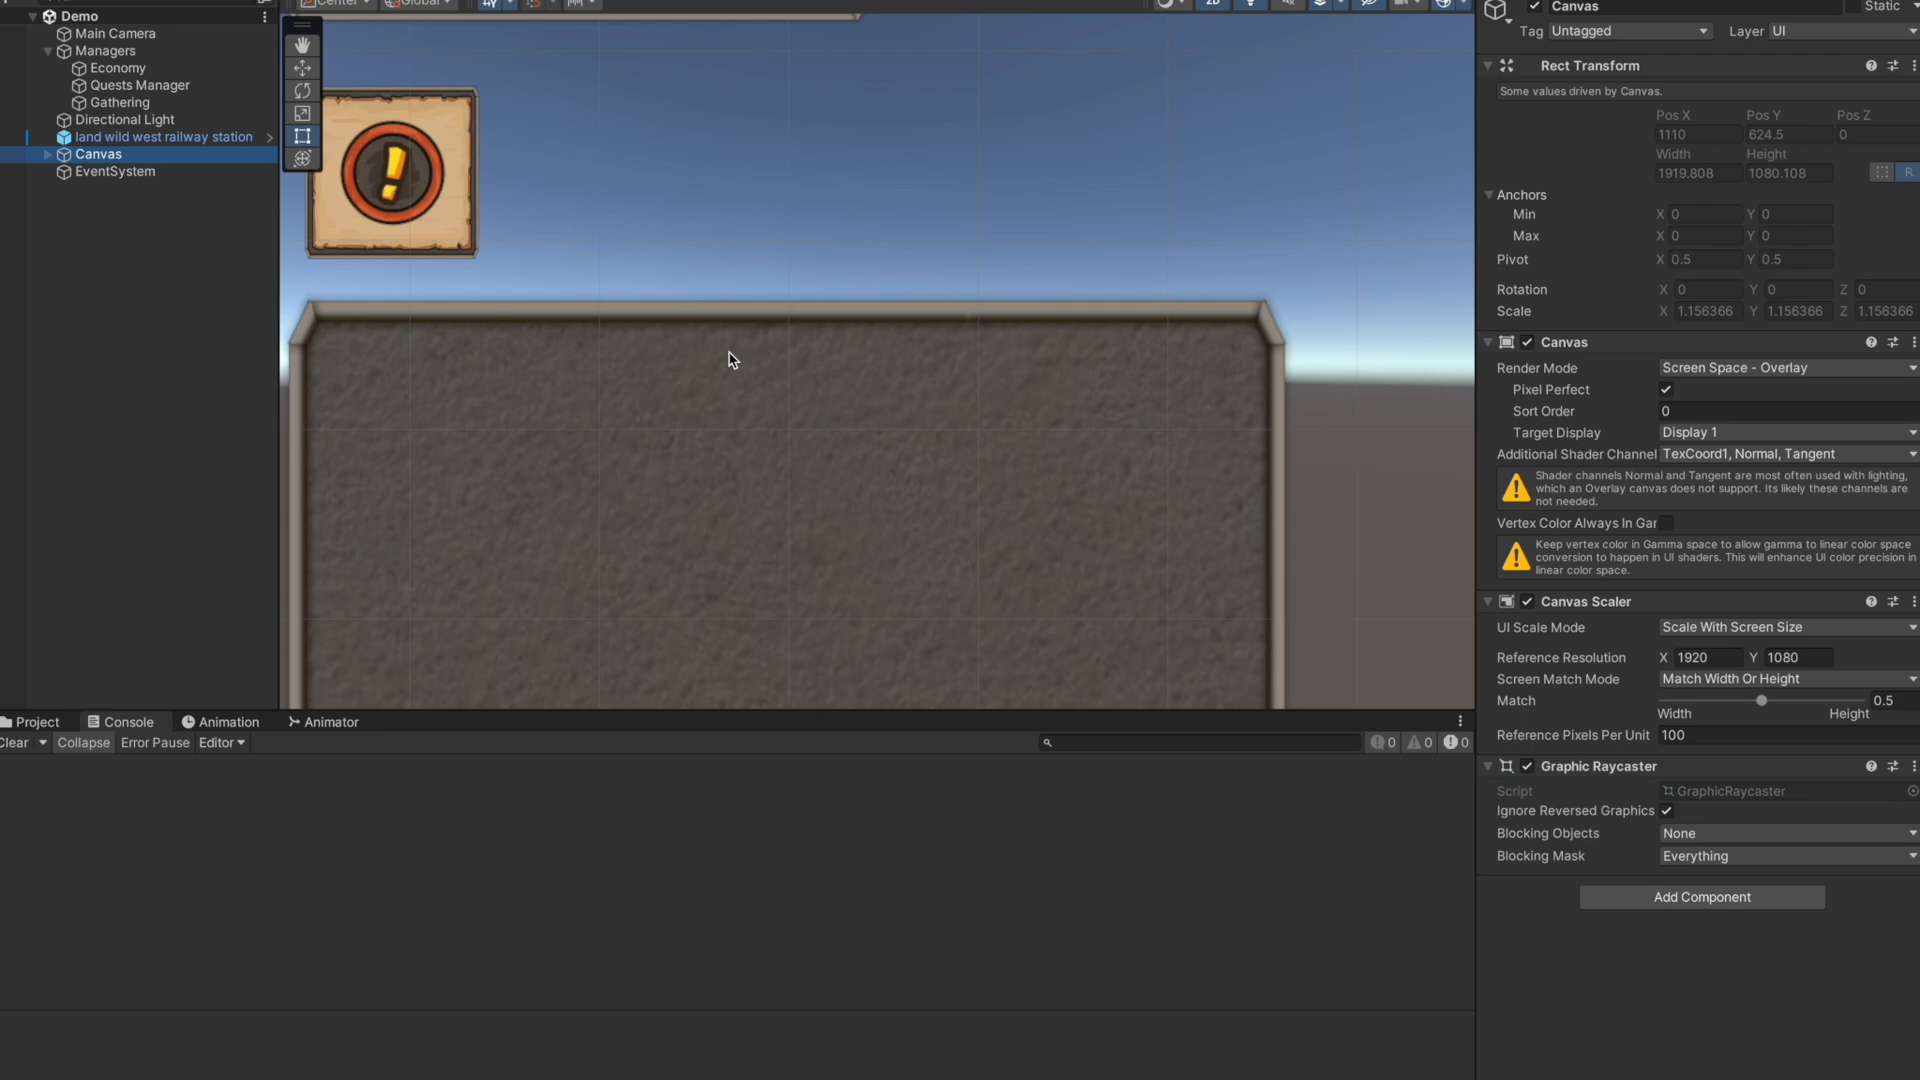 Demo
Main Camera
Managers
Economy
Quests Manager
Gathering
Directional Light
land wild west railway station
Canvas
EventSystem
Center
Global
2D
Project
Console
Animation
Animator
Clear
Collapse
Error Pause
Editor
0
0
0
Canvas
Static
Tag Untagged
Layer UI
Rect Transform
Some values driven by Canvas.
Pos X Pos Y Pos Z
1110 624.5 0
Width Height
1919.808 1080.108
R
Anchors
Min X 0 Y 0
Max X 0 Y 0
Pivot X 0.5 Y 0.5
Rotation X 0 Y 0 Z 0
Scale X 1.156366 Y 1.156366 Z 1.156366
Canvas
Render Mode Screen Space - Overlay
Pixel Perfect
Sort Order 0
Target Display Display 1
Additional Shader Channel TexCoord1, Normal, Tangent
Shader channels Normal and Tangent are most often used with lighting,
which an Overlay canvas does not support. Its likely these channels are
not needed.
Vertex Color Always In Gar
Keep vertex color in Gamma space to allow gamma to linear color space
conversion to happen in UI shaders. This will enhance UI color precision in
linear color space.
Canvas Scaler
UI Scale Mode Scale With Screen Size
Reference Resolution X 1920 Y 1080
Screen Match Mode Match Width Or Height
Match 0.5
Width Height
Reference Pixels Per Unit 100
Graphic Raycaster
Script GraphicRaycaster
Ignore Reversed Graphics
Blocking Objects None
Blocking Mask Everything
Add Component